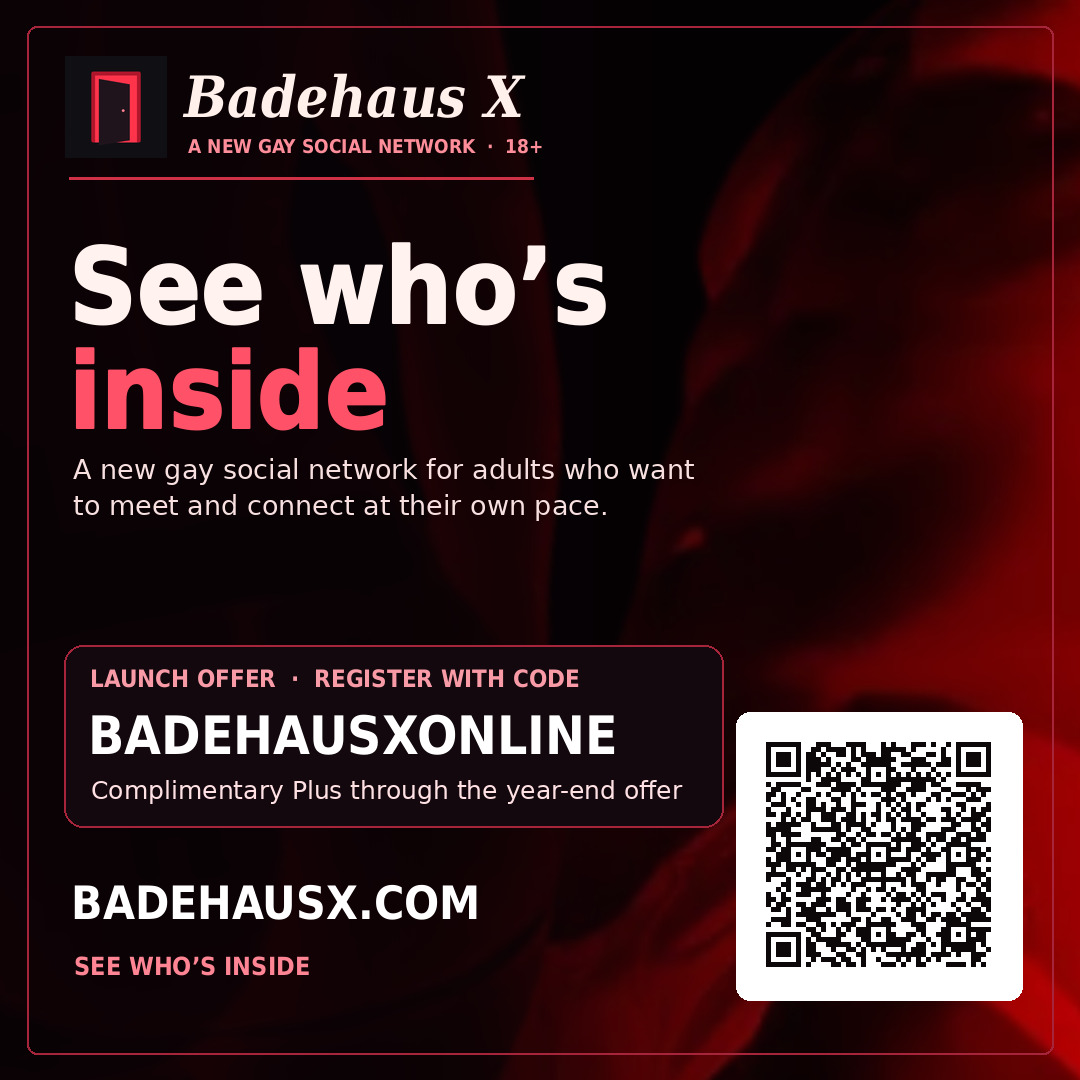 Badehaus X
A NEW GAY SOCIAL NETWORK · 18+
See who’s
inside
A new gay social network for adults who want
to meet and connect at their own pace.
LAUNCH OFFER · REGISTER WITH CODE
BADEHAUSXONLINE
Complimentary Plus through the year-end offer
BADEHAUSX.COM
SEE WHO’S INSIDE